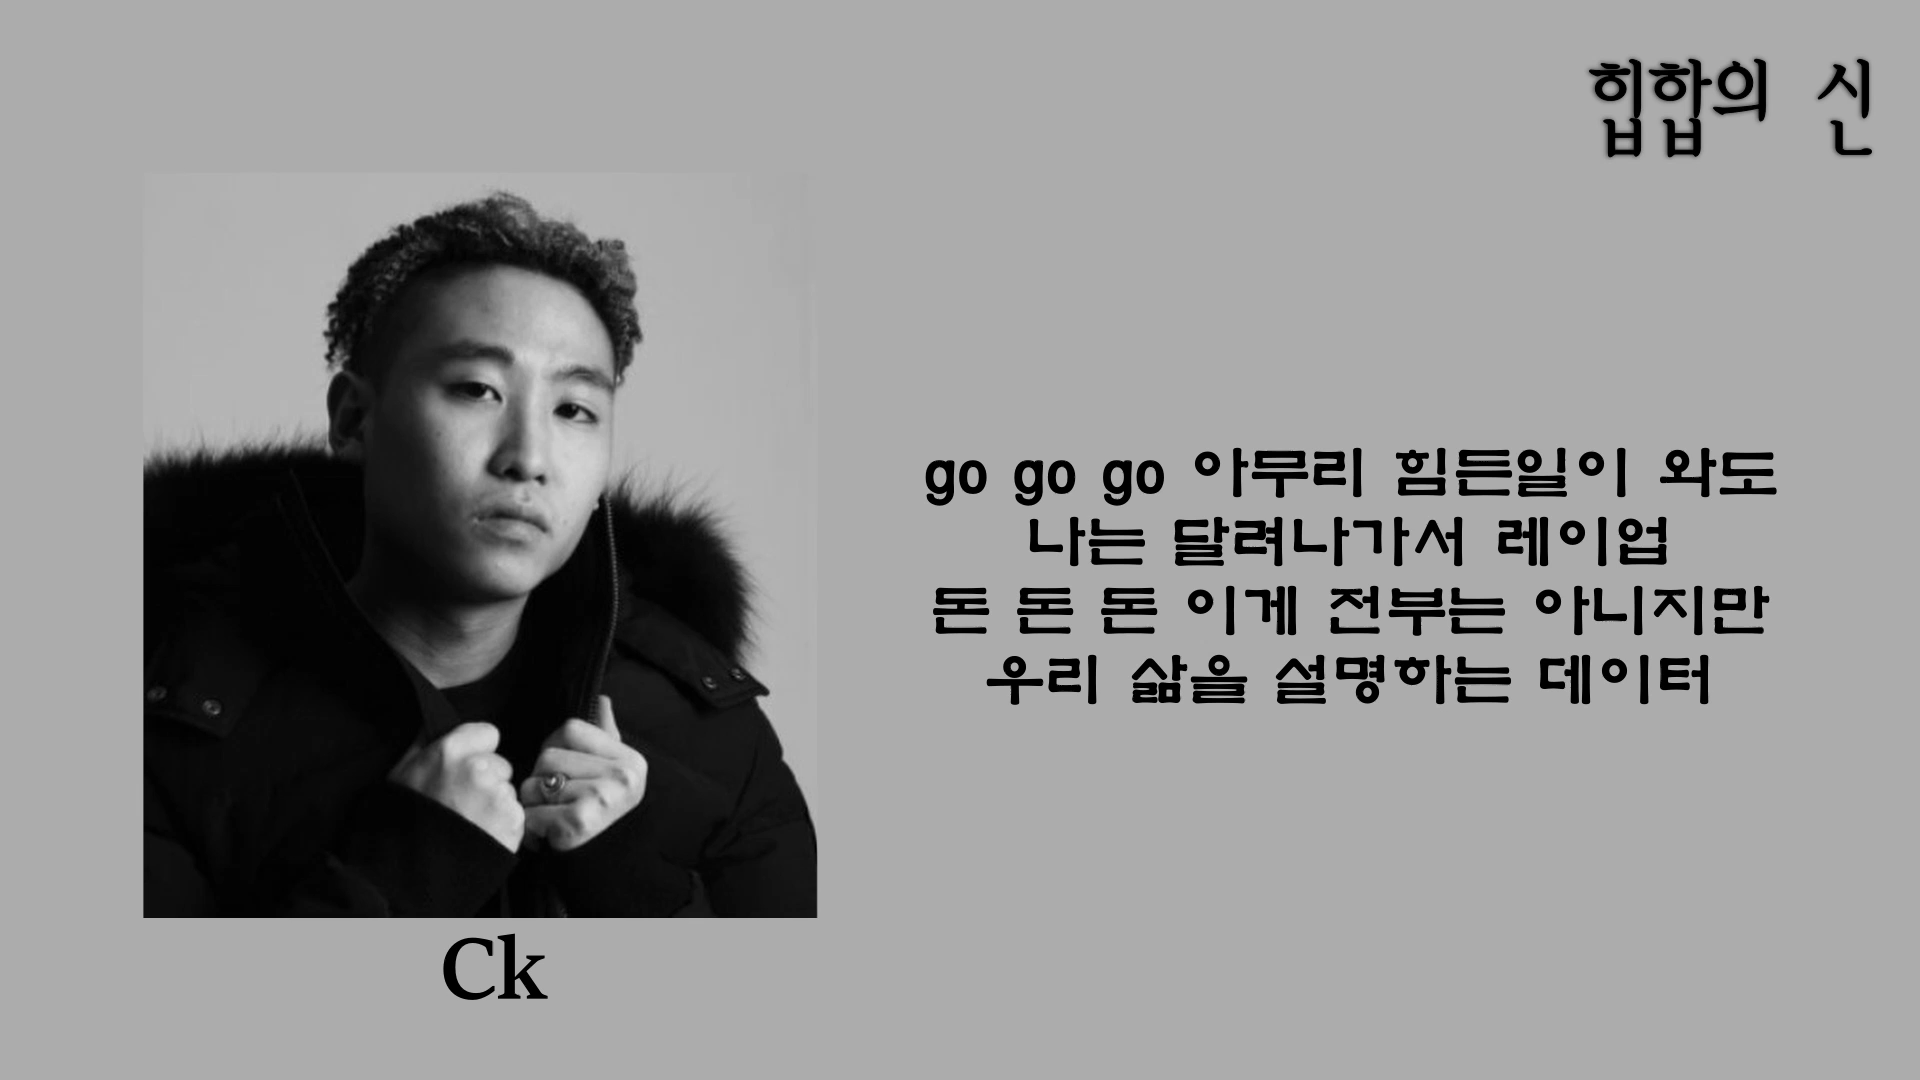 힙합의 신
go go go 아무리 힘든일이 와도
나는 달려나가서 레이업
돈 돈 돈 이게 전부는 아니지만
우리 삶을 설명하는 데이터
Ck